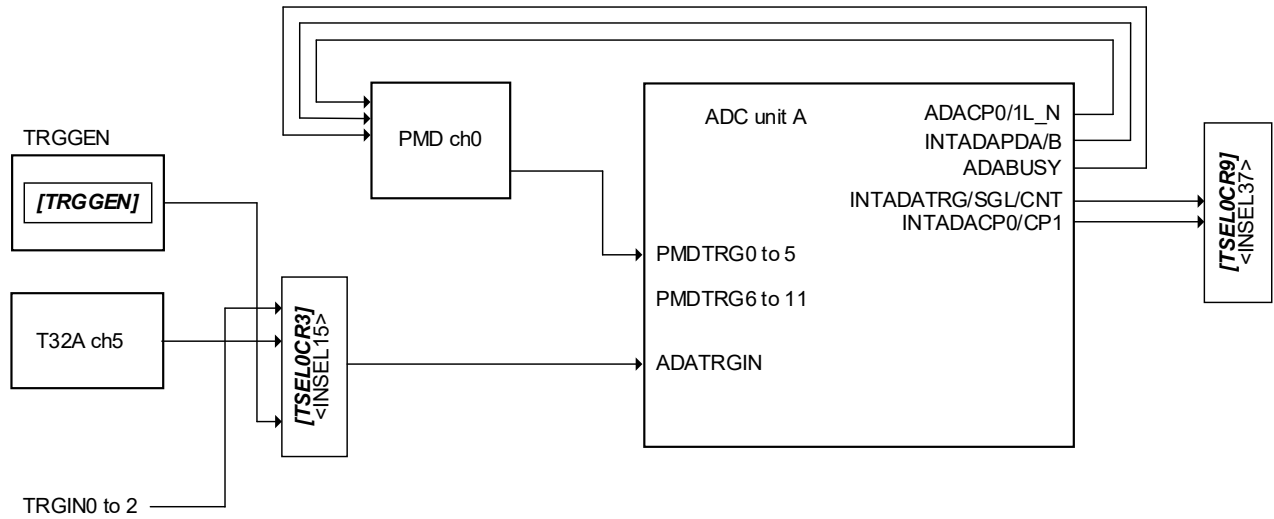 PMD ch0
ADC unit A
ADACP0/1L_N
INTADAPDA/B
ADABUSY
INTADATRG/SGL/CNT
INTADACP0/CP1
[TSEL0CR9]
<INSEL37>
TRGGEN
[TRGGEN]
PMDTRG0 to 5
PMDTRG6 to 11
T32A ch5
[TSEL0CR3]
<INSEL15>
ADATRGIN
TRGIN0 to 2